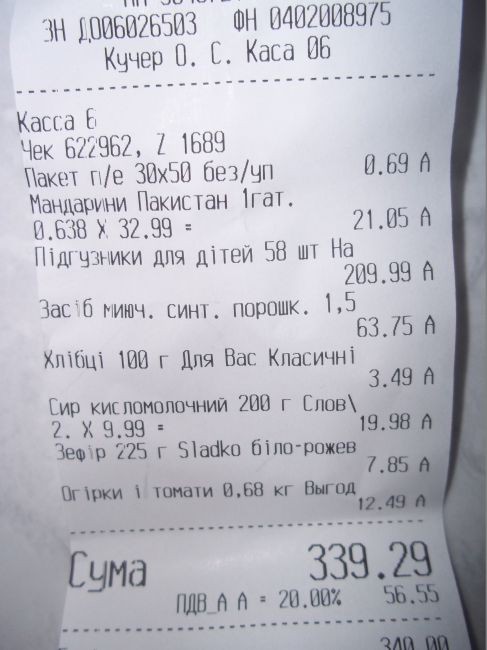 ЗН ДО06026503 ФН 0402008975
Кучер О. С. Каса 06
Касса 6
Чек 622962, Z 1689
Пакет п/е 30х50 без/уп 0.69 А
Мандарини Пакистан 1гат.
0.638 X 32.99 = 21.05 А
Підгузники для дітей 58 шт На
209.99 А
Засіб миюч. синт. порошк. 1,5
63.75 А
Хлібці 100 г Для Вас Класичні
3.49 А
Сир кисломолочний 200 г Слов\
2. X 9.99 = 19.98 А
Зефір 225 г Sladko біло-рожев
7.85 А
Огірки і томати 0,68 кг Выгод
12.49 А
Сума 339.29
ПДВ_А А = 20.00% 56.55
340.00